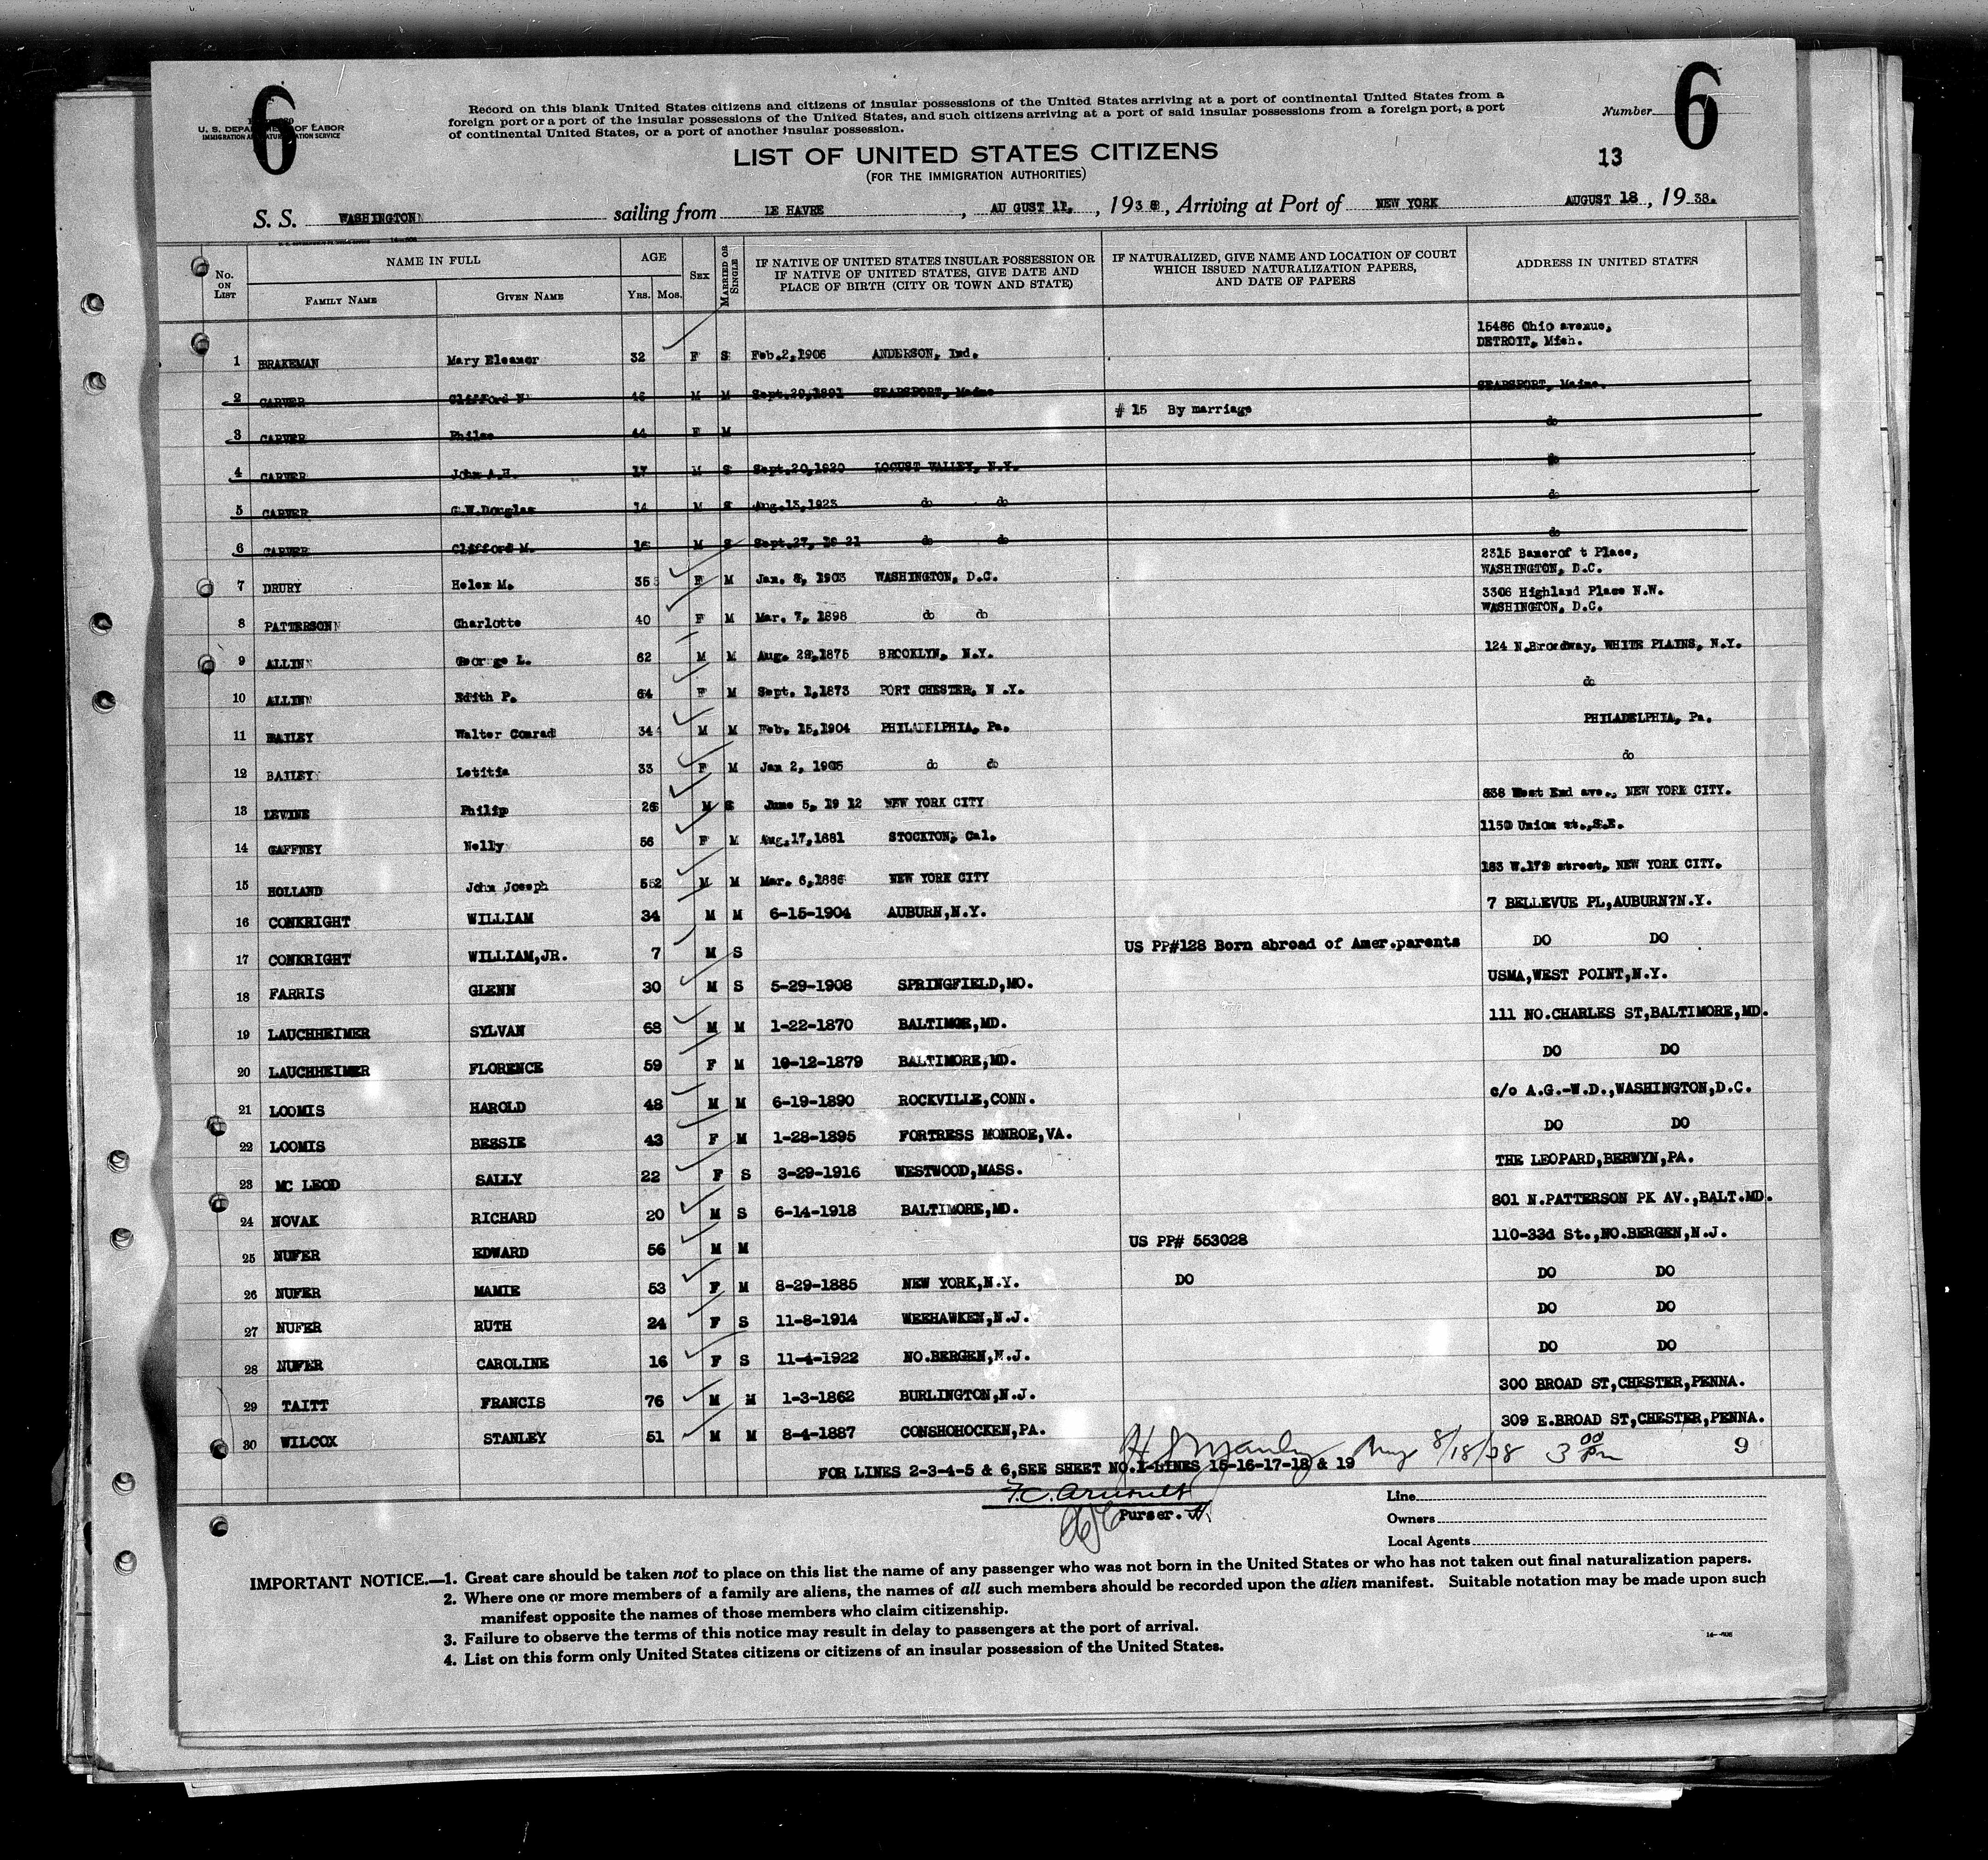 6
6
U. S. DEPARTMENT OF LABOR
IMMIGRATION AND NATURALIZATION SERVICE
Record on this blank United States citizens and citizens of insular possessions of the United States arriving at a port of continental United States from a
foreign port or a port of the insular possessions of the United States, and such citizens arriving at a port of said insular possessions from a foreign port, a port
of continental United States, or a port of another insular possession.
Number
LIST OF UNITED STATES CITIZENS
13
(FOR THE IMMIGRATION AUTHORITIES)
S. S. WASHINGTON sailing from LE HAVRE, AU GUST 11, 1938, Arriving at Port of NEW YORK AUGUST 18, 1938.
No. ON LIST NAME IN FULL FAMILY NAME GIVEN NAME AGE YRS. MOS. SEX MARRIED OR SINGLE IF NATIVE OF UNITED STATES INSULAR POSSESSION OR IF NATIVE OF UNITED STATES, GIVE DATE AND PLACE OF BIRTH (CITY OR TOWN AND STATE) IF NATURALIZED, GIVE NAME AND LOCATION OF COURT WHICH ISSUED NATURALIZATION PAPERS, AND DATE OF PAPERS ADDRESS IN UNITED STATES
1 BRAKEMAN Mary Eleanor 32 F S Feb.2,1906 ANDERSON, Ind. 15486 Ohio avenue, DETROIT, Mich.
2 CARVER Clifford N 46 M M Sept.29,1891 SEARSPORT, Maine SEARSPORT, Maine.
3 CARVER 44 F M # 15 By marriage do
4 CARVER John A.H. 17 M S Sept.20,1920 LOCUST VALLEY, N.Y. do
5 CARVER G.W.Douglas 14 M S Aug.13,1923 do do do
6 CARVER Clifford M. 16 M S Sept.27, 19 21 do do do
7 DRURY Helen M. 35 F M Jan. 8, 1903 WASHINGTON, D.C. 2315 Bancrof t Place, WASHINGTON, D.C.
8 PATTERSON Charlotte 40 F M Mar. 7, 1898 do do 3306 Highland Place N.W. WASHINGTON, D.C.
9 ALLIN George L. 62 M M Aug. 29,1875 BROOKLYN, N.Y. 124 N.Broadway, WHITE PLAINS, N.Y.
10 ALLIN Edith P. 64 F M Sept. 1,1873 PORT CHESTER, N .Y. do
11 BAILEY Walter Conrad 34 M M Feb. 15,1904 PHILADELPHIA, Pa. PHILADELPHIA, Pa.
12 BAILEY Letitia 33 F M Jan 2, 1905 do do do
13 LEVINE Philip 26 M S June 5, 19 12 NEW YORK CITY 838 West End ave., NEW YORK CITY.
14 GAFFNEY Nelly 56 F M Aug.17,1881 STOCKTON, Cal. 1150 Union st.,S.F.
15 HOLLAND John Joseph 52 M M Mar. 6,1886 NEW YORK CITY 183 W.179 street, NEW YORK CITY.
16 CONKRIGHT WILLIAM 34 M M 6-15-1904 AUBURN,N.Y. 7 BELLEVUE PL,AUBURN?N.Y.
17 CONKRIGHT WILLIAM,JR. 7 M S US PP#128 Born abroad of Amer.parents DO DO
18 FARRIS GLENN 30 M S 5-29-1908 SPRINGFIELD,MO. USMA,WEST POINT,N.Y.
19 LAUCHHEIMER SYLVAN 68 M M 1-22-1870 BALTIMOE,MD. 111 NO.CHARLES ST,BALTIMORE,MD.
20 LAUCHHEIMER FLORENCE 59 F M 10-12-1879 BALTIMORE,MD. DO DO
21 LOOMIS HAROLD 48 M M 6-19-1890 ROCKVILLE,CONN. c/o A.G.-W.D.,WASHINGTON,D.C.
22 LOOMIS BESSIE 43 F M 1-28-1895 FORTRESS MONROE,VA. DO DO
23 MC LEOD SALLY 22 F S 3-29-1916 WESTWOOD,MASS. THE LEOPARD,BERWYN,PA.
24 NOVAK RICHARD 20 M S 6-14-1918 BALTIMORE,MD. 801 N.PATTERSON PK AV.,BALT.MD.
25 NUFER EDWARD 56 M M US PP# 553028 110-33d St.,NO.BERGEN,N.J.
26 NUFER MAMIE 53 F M 8-29-1885 NEW YORK,N.Y. DO DO DO
27 NUFER RUTH 24 F S 11-8-1914 WEEHAWKEN,N.J. DO DO
28 NUFER CAROLINE 16 F S 11-4-1922 NO.BERGEN,N.J. DO DO
29 TAITT FRANCIS 76 M M 1-3-1862 BURLINGTON,N.J. 300 BROAD ST,CHESTER,PENNA.
30 WILCOX STANLEY 51 M M 8-4-1887 CONSHOHOCKEN,PA. 309 E.BROAD ST,CHESTER,PENNA.
8/18/38 3 00 Pm 9
FOR LINES 2-3-4-5 & 6,SEE SHEET NO.1-LINES 15-16-17-18 & 19
Purser.
Line
Owners
Local Agents
IMPORTANT NOTICE.—1. Great care should be taken not to place on this list the name of any passenger who was not born in the United States or who has not taken out final naturalization papers.
2. Where one or more members of a family are aliens, the names of all such members should be recorded upon the alien manifest. Suitable notation may be made upon such
manifest opposite the names of those members who claim citizenship.
3. Failure to observe the terms of this notice may result in delay to passengers at the port of arrival.
4. List on this form only United States citizens or citizens of an insular possession of the United States.